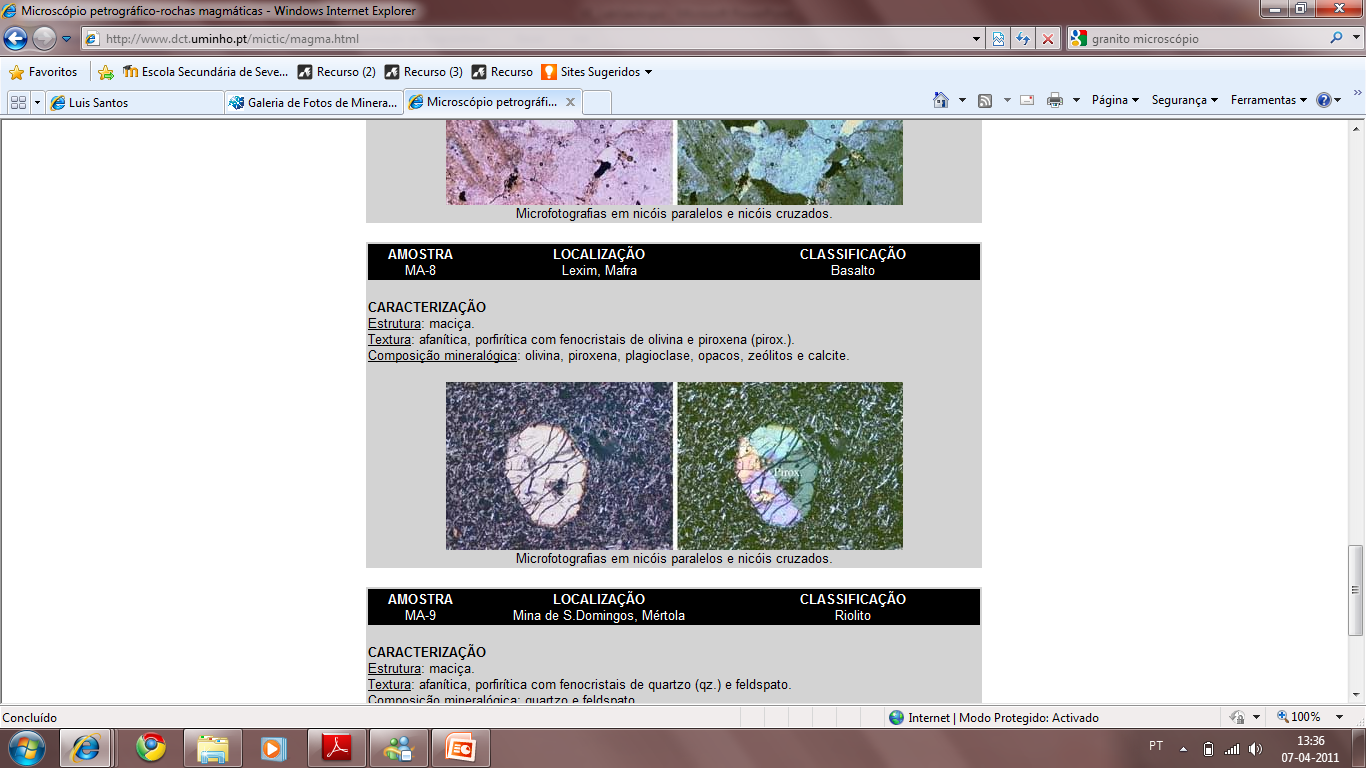 Microscópio petrográfico-rochas magmáticas - Windows Internet Explorer
http://www.dct.uminho.pt/mictic/magma.html
granito microscópio
Favoritos
Escola Secundária de Seve...
Recurso (2)
Recurso (3)
Recurso
Sites Sugeridos
Luis Santos
Galeria de Fotos de Minera...
Microscópio petrográfi...
Página
Segurança
Ferramentas
Microfotografias em nicóis paralelos e nicóis cruzados.
AMOSTRA LOCALIZAÇÃO CLASSIFICAÇÃO
MA-8 Lexim, Mafra Basalto
CARACTERIZAÇÃO
Estrutura: maciça.
Textura: afanítica, porfirítica com fenocristais de olivina e piroxena (pirox.).
Composição mineralógica: olivina, piroxena, plagioclase, opacos, zeólitos e calcite.
Pirox.
Microfotografias em nicóis paralelos e nicóis cruzados.
AMOSTRA LOCALIZAÇÃO CLASSIFICAÇÃO
MA-9 Mina de S.Domingos, Mértola Riolito
CARACTERIZAÇÃO
Estrutura: maciça.
Textura: afanítica, porfirítica com fenocristais de quartzo (qz.) e feldspato.
Composição mineralógica: quartzo e feldspato
Concluído
Internet | Modo Protegido: Activado
100%
PT
13:36
07-04-2011